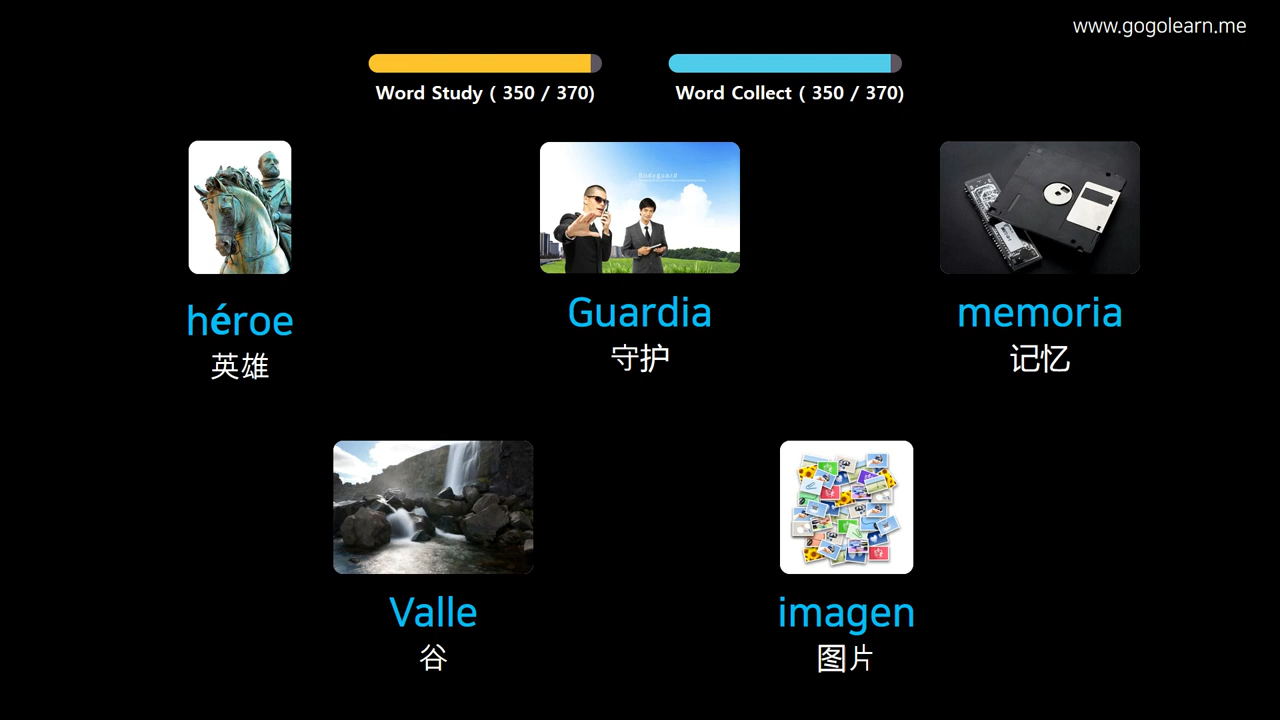 www.gogolearn.me
Word Study ( 350 / 370)
Word Collect ( 350 / 370)
Bodyguard
héroe
英雄
Guardia
守护
memoria
记忆
Valle
谷
imagen
图片